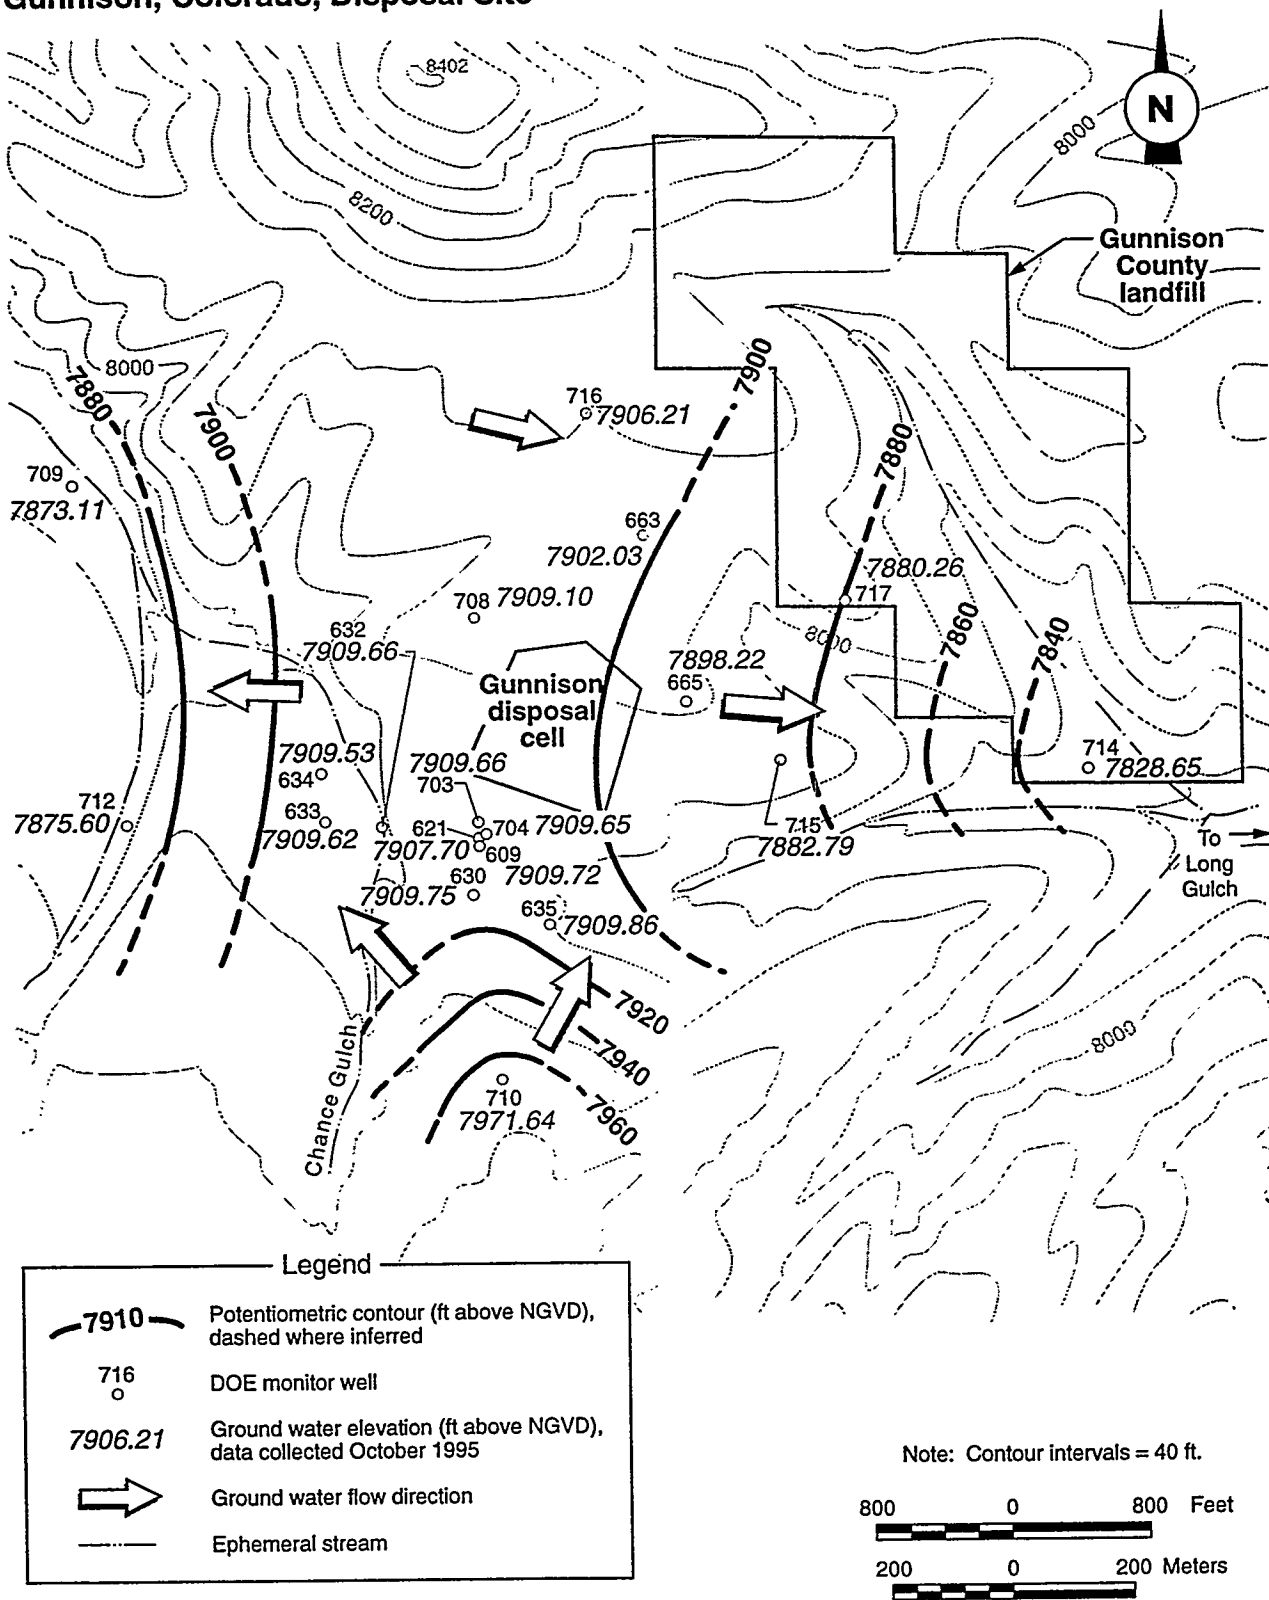 Gunnison, Colorado, Disposal Site
8402
N
8000
8200
Gunnison
County
landfill
8000
7880
7900
7900
716
7906.21
7880
709
7873.11
663
7902.03
7880.26
717
708 7909.10
632
7909.66
8000
7860
7840
7898.22
665
Gunnison
disposal
cell
7909.53
634
7909.66
703
714
7828.65
712
7875.60
633
7909.62
621
7907.70
704 7909.65
609
715
7882.79
To
Long
Gulch
7909.72
630
7909.75
635
7909.86
7920
7940
7960
8000
Chance Gulch
710
7971.64
Legend
7910
Potentiometric contour (ft above NGVD),
dashed where inferred
716
DOE monitor well
7906.21
Ground water elevation (ft above NGVD),
data collected October 1995
Ground water flow direction
Ephemeral stream
Note: Contour intervals = 40 ft.
800 0 800 Feet
200 0 200 Meters